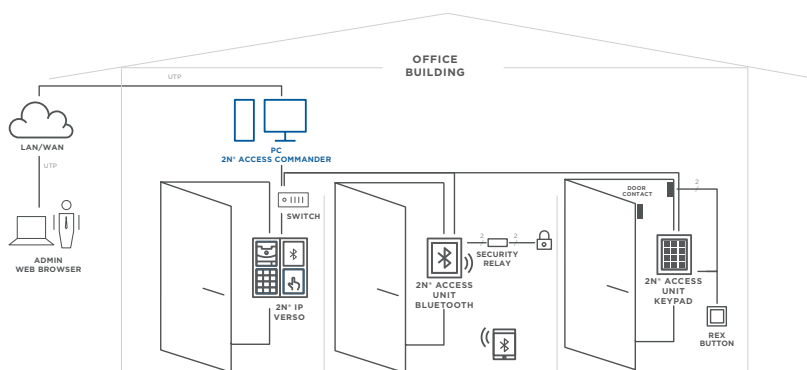 OFFICE
BUILDING
UTP
LAN/WAN
PC
2N® ACCESS COMMANDER
UTP
SWITCH
DOOR
CONTACT
2
ADMIN
WEB BROWSER
2
2
SECURITY
RELAY
2N® IP
VERSO
2N® ACCESS
UNIT
BLUETOOTH
2N® ACCESS
UNIT
KEYPAD
REX
BUTTON